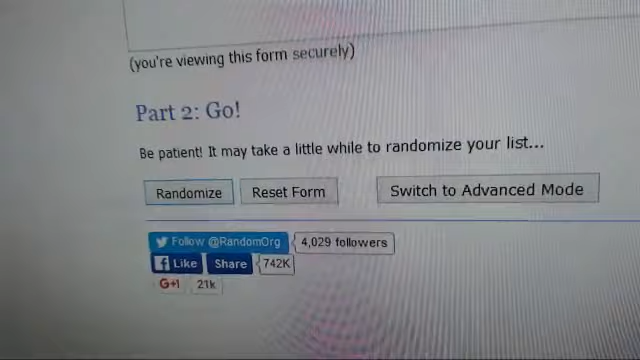 (you're viewing this form securely)
Part 2: Go!
Be patient! It may take a little while to randomize your list...
Randomize Reset Form Switch to Advanced Mode
Follow @RandomOrg 4,029 followers
f Like Share 742K
G+1 21k